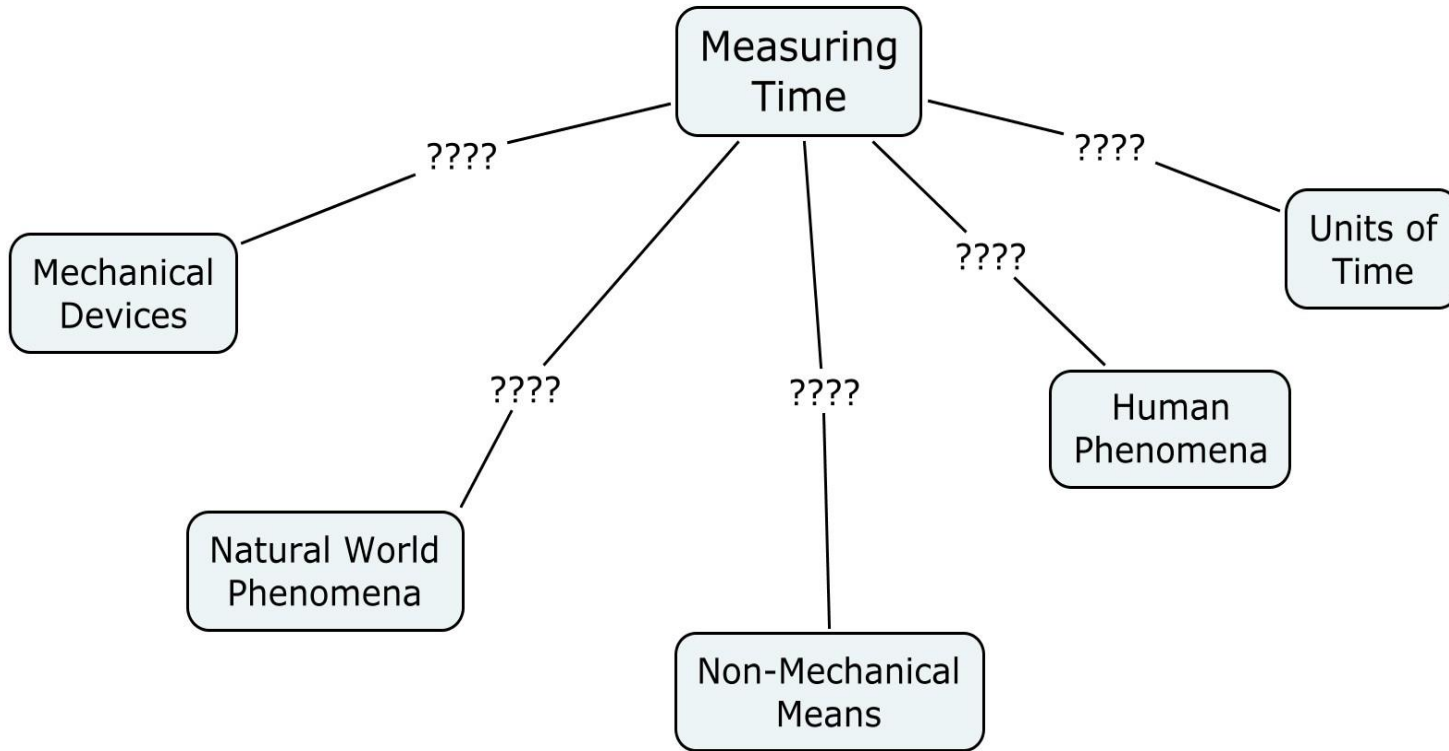 Measuring
Time
????
????
Units of
Time
Mechanical
Devices
????
????
????
Human
Phenomena
Natural World
Phenomena
Non-Mechanical
Means